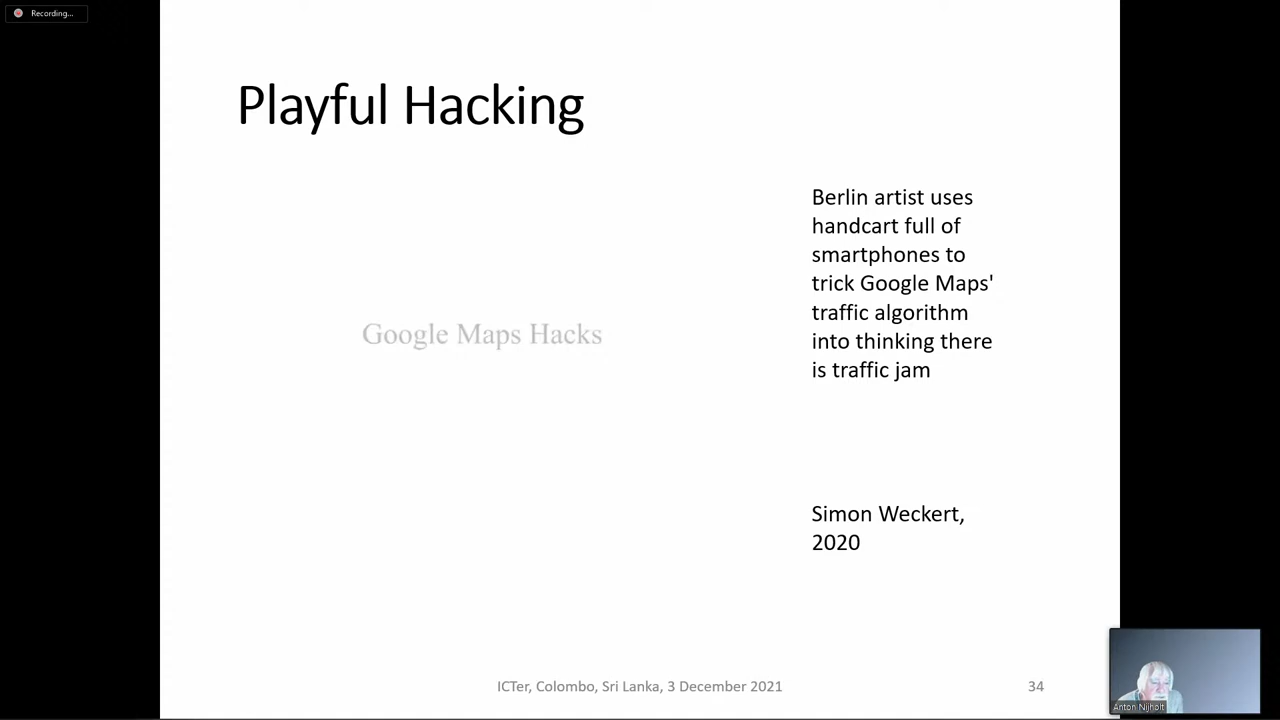 Recording...
Playful Hacking
Berlin artist uses
handcart full of
smartphones to
trick Google Maps'
traffic algorithm
into thinking there
is traffic jam
Google Maps Hacks
Simon Weckert,
2020
ICTer, Colombo, Sri Lanka, 3 December 2021
34
Anton Nijholt